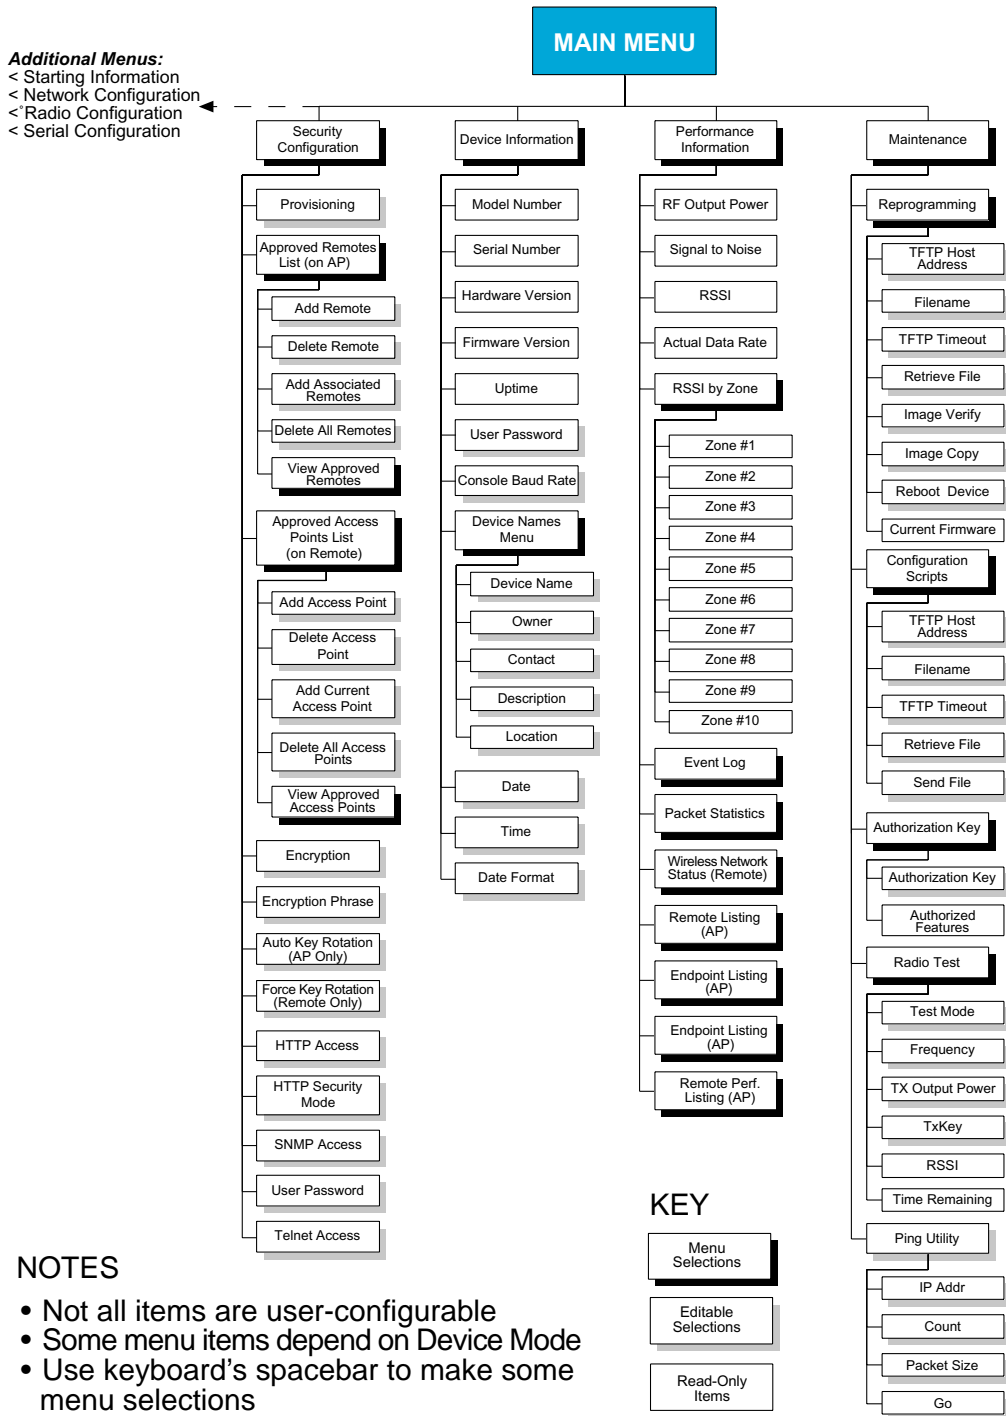 MAIN MENU
Additional Menus:
< Starting Information
< Network Configuration
<°Radio Configuration
< Serial Configuration
Security
Configuration
Provisioning
Approved Remotes
List (on AP)
Add Remote
Delete Remote
Add Associated
Remotes
Delete All Remotes
View Approved
Remotes
Approved Access
Points List
(on Remote)
Add Access Point
Delete Access
Point
Add Current
Access Point
Delete All Access
Points
View Approved
Access Points
Encryption
Encryption Phrase
Auto Key Rotation
(AP Only)
Force Key Rotation
(Remote Only)
HTTP Access
HTTP Security
Mode
SNMP Access
User Password
Telnet Access
Device Information
Model Number
Serial Number
Hardware Version
Firmware Version
Uptime
User Password
Console Baud Rate
Device Names
Menu
Device Name
Owner
Contact
Description
Location
Date
Time
Date Format
Performance
Information
RF Output Power
Signal to Noise
RSSI
Actual Data Rate
RSSI by Zone
Zone #1
Zone #2
Zone #3
Zone #4
Zone #5
Zone #6
Zone #7
Zone #8
Zone #9
Zone #10
Event Log
Packet Statistics
Wireless Network
Status (Remote)
Remote Listing
(AP)
Endpoint Listing
(AP)
Endpoint Listing
(AP)
Remote Perf.
Listing (AP)
Maintenance
Reprogramming
TFTP Host
Address
Filename
TFTP Timeout
Retrieve File
Image Verify
Image Copy
Reboot Device
Current Firmware
Configuration
Scripts
TFTP Host
Address
Filename
TFTP Timeout
Retrieve File
Send File
Authorization Key
Authorization Key
Authorized
Features
Radio Test
Test Mode
Frequency
TX Output Power
TxKey
RSSI
Time Remaining
Ping Utility
IP Addr
Count
Packet Size
Go
KEY
Menu
Selections
Editable
Selections
Read-Only
Items
NOTES
• Not all items are user-configurable
• Some menu items depend on Device Mode
• Use keyboard's spacebar to make some
menu selections